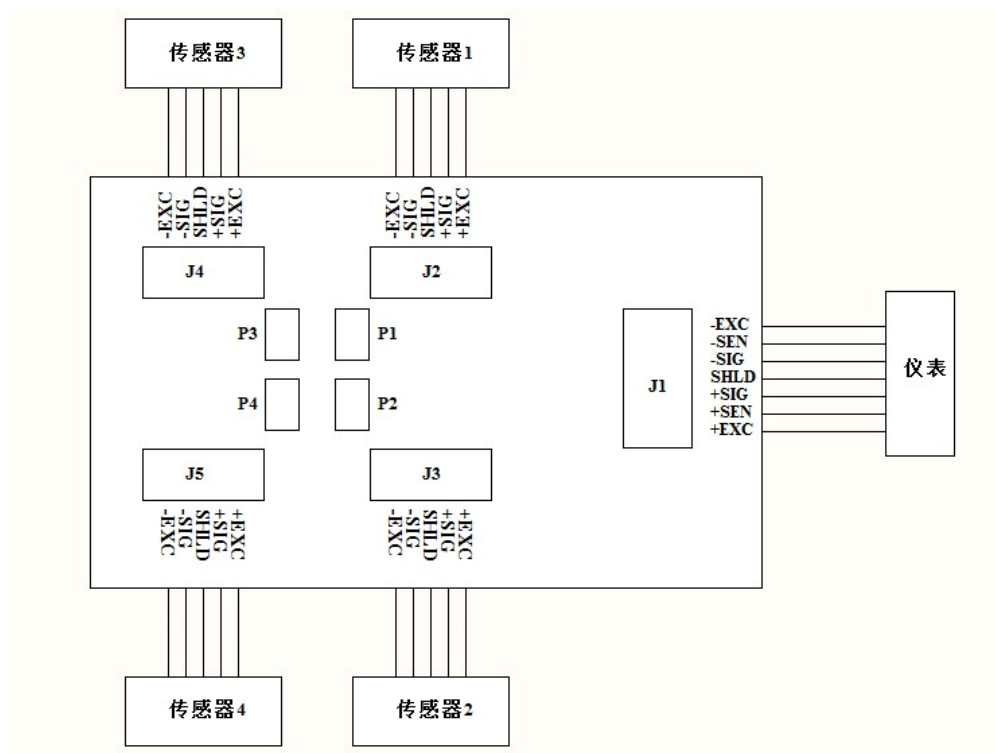 传感器3
传感器1
-EXC
-SIG
SHLD
+SIG
+EXC
-EXC
-SIG
SHLD
+SIG
+EXC
J4
J2
P3
P1
P4
P2
J1
-EXC
-SEN
-SIG
SHLD
+SIG
+SEN
+EXC
仪表
J5
J3
-EXC
-SIG
SHLD
+SIG
+EXC
-EXC
-SIG
SHLD
+SIG
+EXC
传感器4
传感器2